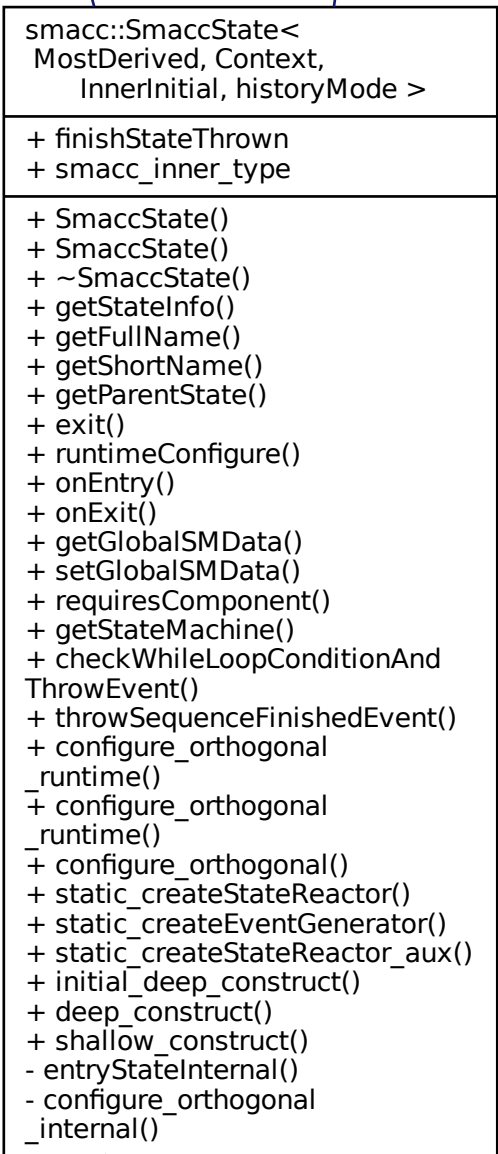 smacc::SmaccState<
MostDerived, Context,
InnerInitial, historyMode >
+ finishStateThrown
+ smacc_inner_type
+ SmaccState()
+ SmaccState()
+ ~SmaccState()
+ getStateInfo()
+ getFullName()
+ getShortName()
+ getParentState()
+ exit()
+ runtimeConfigure()
+ onEntry()
+ onExit()
+ getGlobalSMData()
+ setGlobalSMData()
+ requiresComponent()
+ getStateMachine()
+ checkWhileLoopConditionAnd
ThrowEvent()
+ throwSequenceFinishedEvent()
+ configure_orthogonal
_runtime()
+ configure_orthogonal
_runtime()
+ configure_orthogonal()
+ static_createStateReactor()
+ static_createEventGenerator()
+ static_createStateReactor_aux()
+ initial_deep_construct()
+ deep_construct()
+ shallow_construct()
- entryStateInternal()
- configure_orthogonal
_internal()